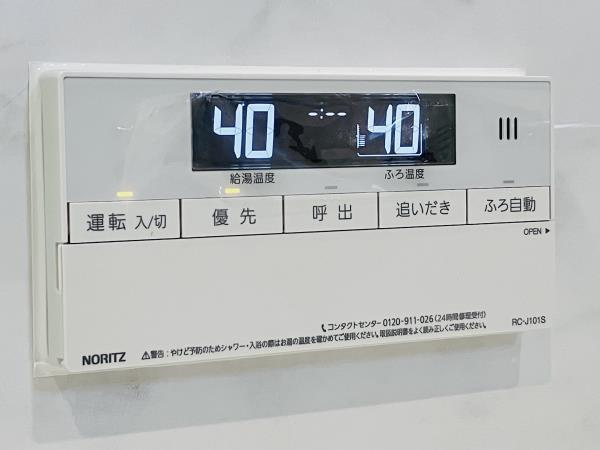 40 -:-- 40
給湯温度 ふろ温度
運転 入/切 優先 呼出 追いだき ふろ自動
OPEN ▶
コンタクトセンター 0120-911-026 (24時間修理受付)
⚠警告:やけど予防のためシャワー・入浴の際はお湯の温度を確かめてご使用ください。取扱説明書をよく読み正しくご使用ください。
NORITZ RC-J101S